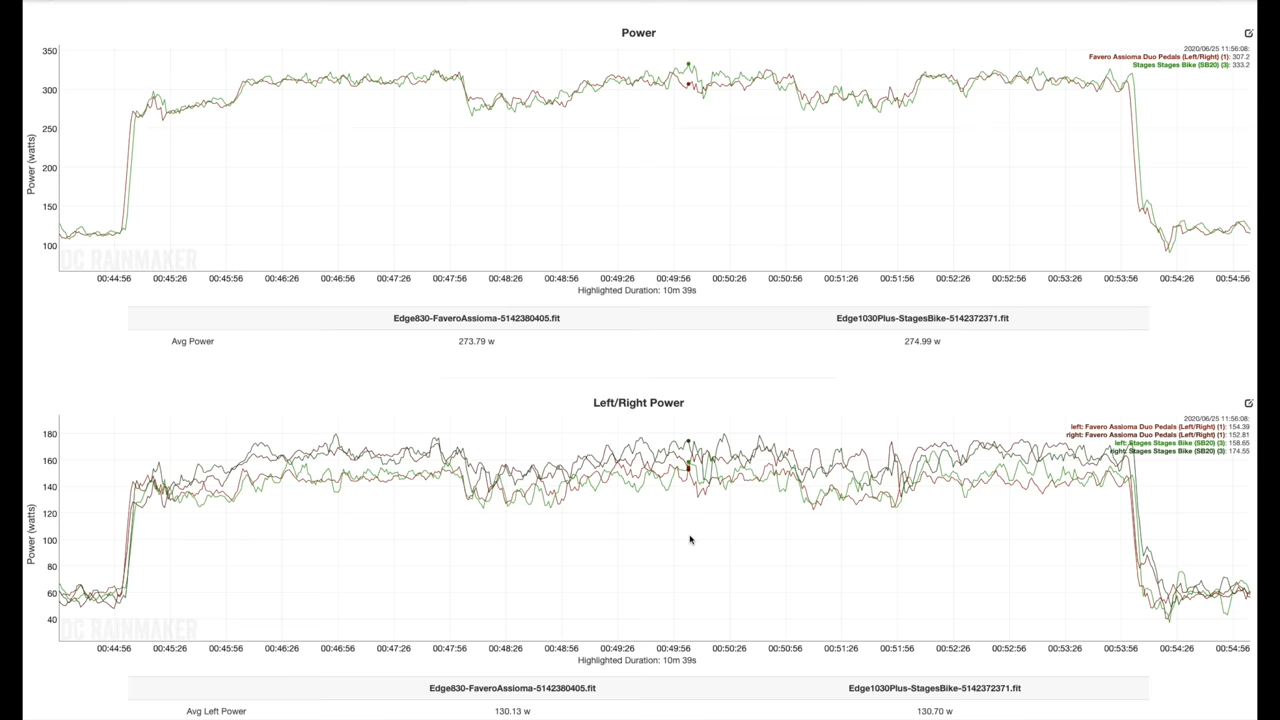 Power
2020/06/25 11:56:08:
Favero Assioma Duo Pedals (Left/Right) (1): 307.2
Stages Stages Bike (SB20) (3): 333.2
350
300
250
200
150
100
Power (watts)
DC RAINMAKER
00:44:56 00:45:26 00:45:56 00:46:26 00:46:56 00:47:26 00:47:56 00:48:26 00:48:56 00:49:26 00:49:56 00:50:26 00:50:56 00:51:26 00:51:56 00:52:26 00:52:56 00:53:26 00:53:56 00:54:26 00:54:56
Highlighted Duration: 10m 39s
Edge830-FaveroAssioma-5142380405.fit Edge1030Plus-StagesBike-5142372371.fit
Avg Power 273.79 w 274.99 w
Left/Right Power
2020/06/25 11:56:08:
left: Favero Assioma Duo Pedals (Left/Right) (1): 154.39
right: Favero Assioma Duo Pedals (Left/Right) (1): 152.81
left: Stages Stages Bike (SB20) (3): 158.65
right: Stages Stages Bike (SB20) (3): 174.55
180
160
140
120
100
80
60
40
Power (watts)
DC RAINMAKER
00:44:56 00:45:26 00:45:56 00:46:26 00:46:56 00:47:26 00:47:56 00:48:26 00:48:56 00:49:26 00:49:56 00:50:26 00:50:56 00:51:26 00:51:56 00:52:26 00:52:56 00:53:26 00:53:56 00:54:26 00:54:56
Highlighted Duration: 10m 39s
Edge830-FaveroAssioma-5142380405.fit Edge1030Plus-StagesBike-5142372371.fit
Avg Left Power 130.13 w 130.70 w